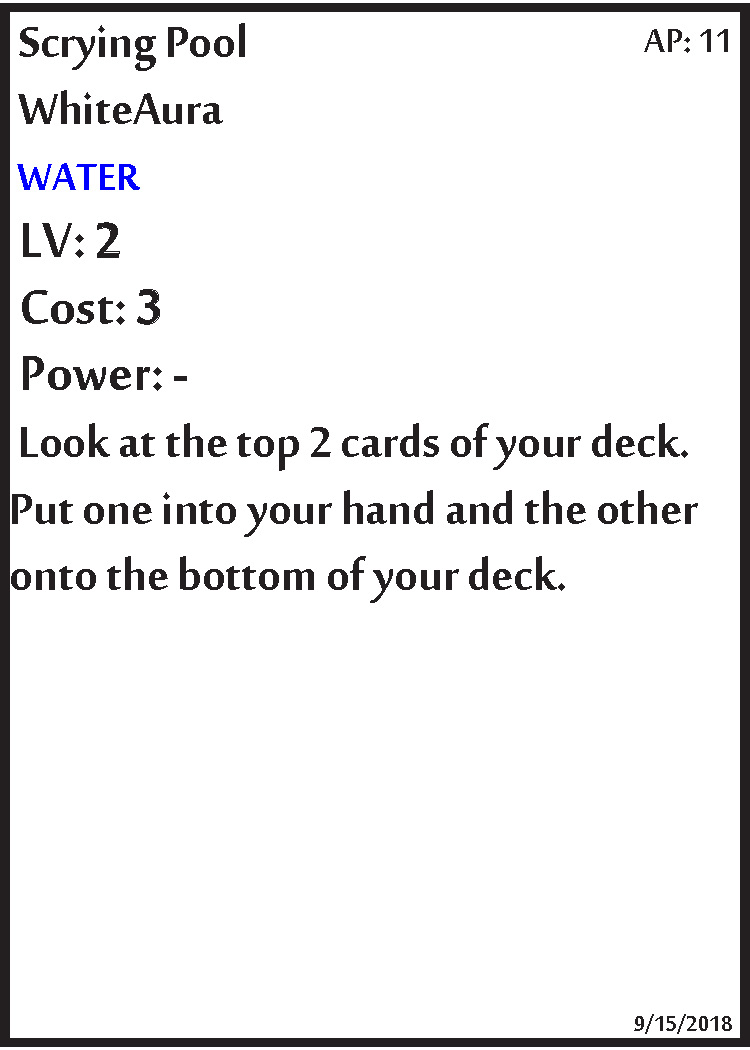 Scrying Pool
AP: 11
WhiteAura
WATER
LV: 2
Cost: 3
Power: -
Look at the top 2 cards of your deck.
Put one into your hand and the other
onto the bottom of your deck.
9/15/2018